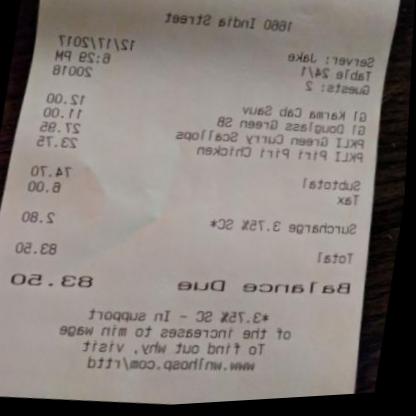 1660 India Street
Server: Jake 12/17/2017
Table 24/1 6:29 PM
Guests: 2 20018
Gl Karma Cab Sauv 12.00
Gl Douglass Green SB 11.00
PKLI Green Curry Scallops 27.95
PKLI Piri Piri Chicken 23.75
Subtotal 74.70
Tax 6.00
Surcharge 3.75% SC* 2.80
Total 83.50
Balance Due 83.50
*3.75% SC - In support
of the increases to min wage
To find out why, visit
www.wnlhosp.com/rttd